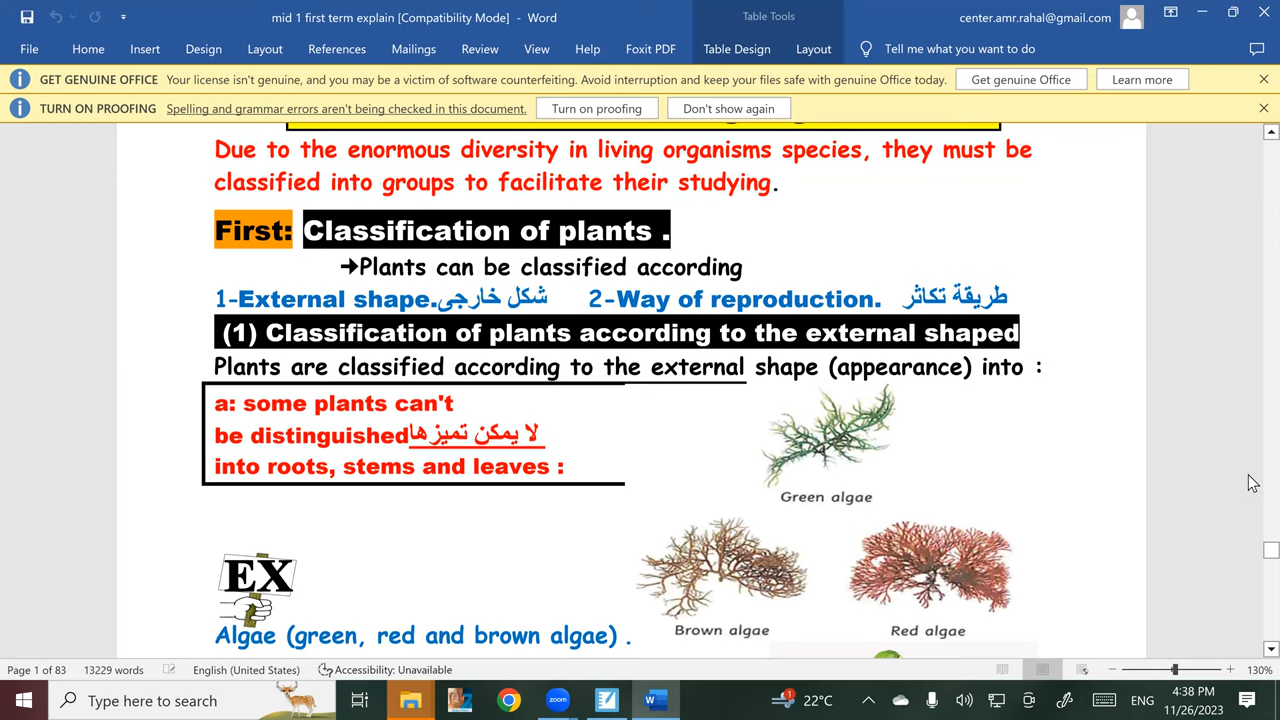 mid 1 first term explain [Compatibility Mode] - Word
Table Tools
center.amr.rahal@gmail.com
File Home Insert Design Layout References Mailings Review View Help Foxit PDF Table Design Layout Tell me what you want to do
GET GENUINE OFFICE Your license isn't genuine, and you may be a victim of software counterfeiting. Avoid interruption and keep your files safe with genuine Office today. Get genuine Office Learn more
TURN ON PROOFING Spelling and grammar errors aren't being checked in this document. Turn on proofing Don't show again
Due to the enormous diversity in living organisms species, they must be
classified into groups to facilitate their studying.
First: Classification of plants .
➔Plants can be classified according
1-External shape.شكل خارجى 2-Way of reproduction. طريقة تكاثر
(1) Classification of plants according to the external shaped
Plants are classified according to the external shape (appearance) into :
a: some plants can't
be distinguishedلا يمكن تميزها
into roots, stems and leaves :
Green algae
EX
Brown algae Red algae
Algae (green, red and brown algae) .
Page 1 of 83 13229 words English (United States) Accessibility: Unavailable 130%
Type here to search
zoom
1
22°C
ENG
4:38 PM
11/26/2023